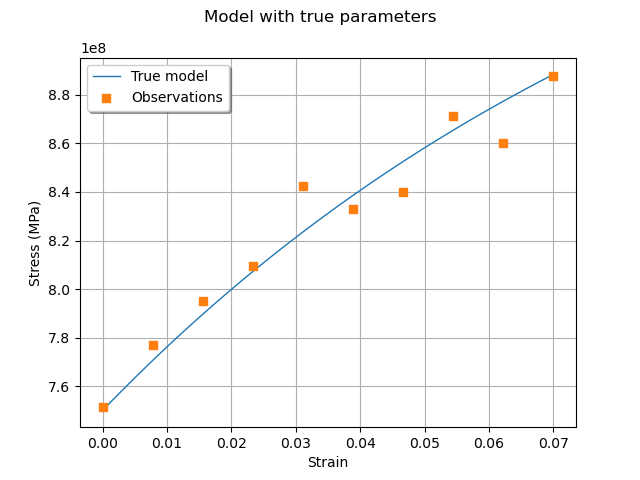 Model with true parameters
1e8
True model
Observations
8.8
8.6
8.4
8.2
8.0
7.8
7.6
Stress (MPa)
0.00 0.01 0.02 0.03 0.04 0.05 0.06 0.07
Strain